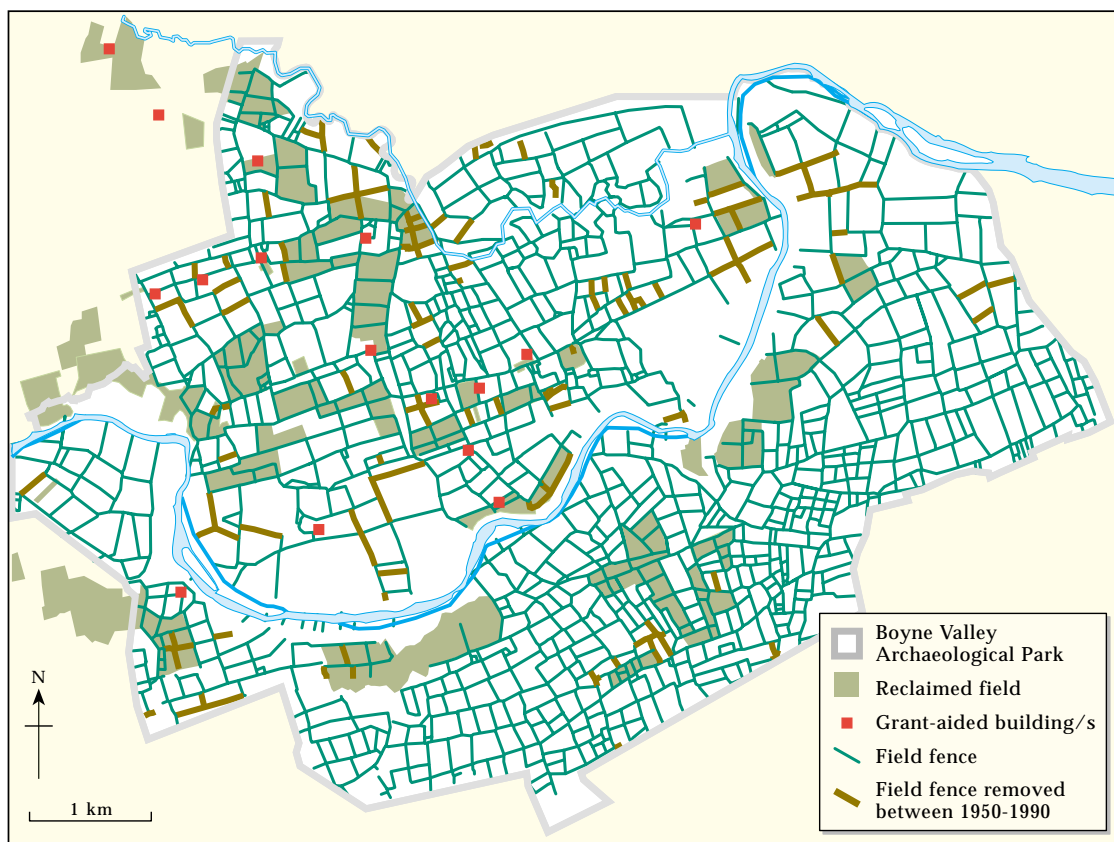 N
1 km
Boyne Valley
Archaeological Park
Reclaimed field
Grant-aided building/s
Field fence
Field fence removed
between 1950-1990